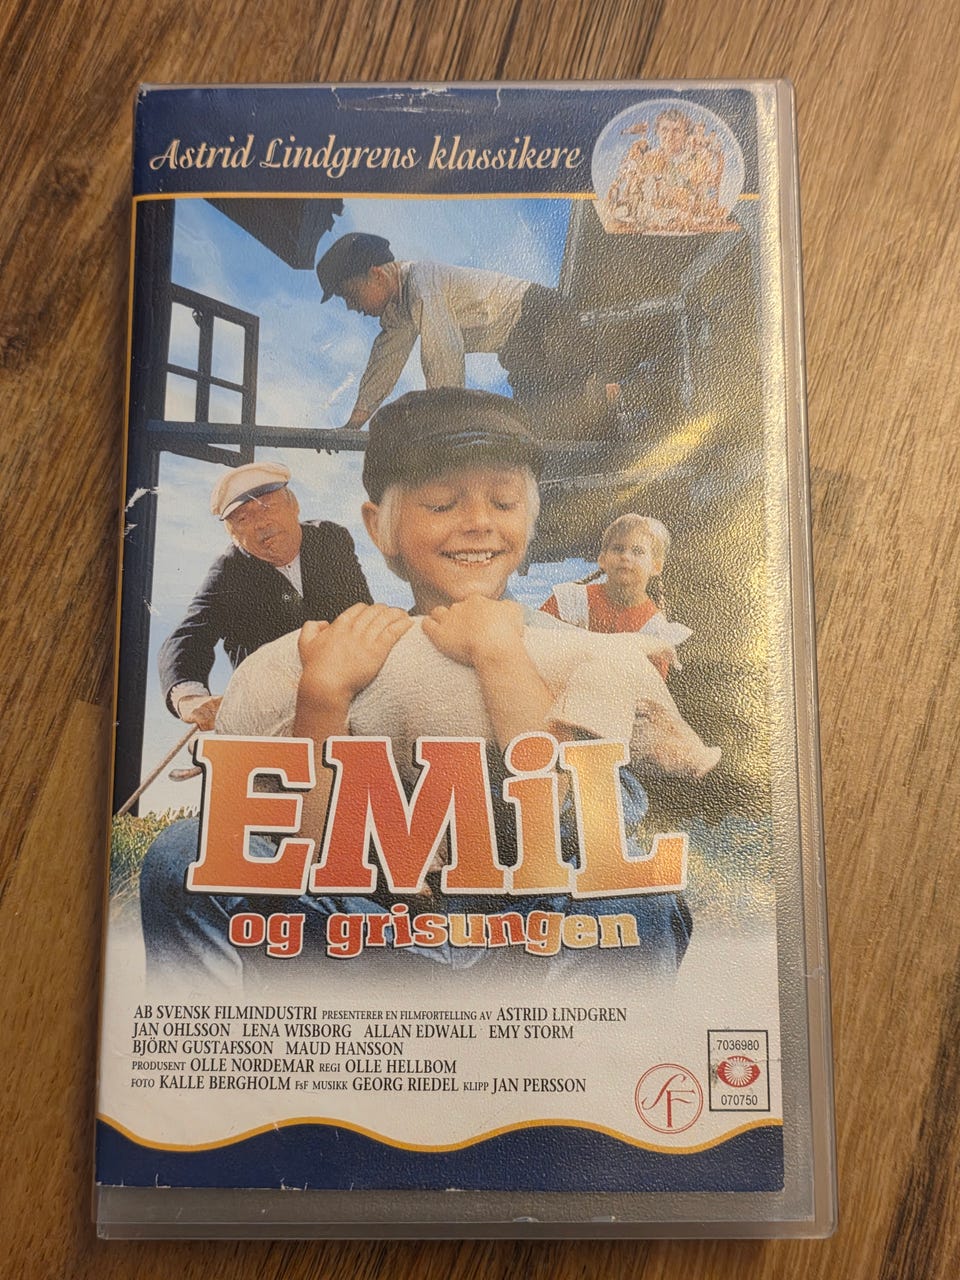 Astrid Lindgrens klassikere
EMiL
og grisungen
AB SVENSK FILMINDUSTRI PRESENTERER EN FILMFORTELLING AV ASTRID LINDGREN
JAN OHLSSON LENA WISBORG ALLAN EDWALL EMY STORM
BJÖRN GUSTAFSSON MAUD HANSSON
PRODUSENT OLLE NORDEMAR REGI OLLE HELLBOM
FOTO KALLE BERGHOLM FSF MUSIKK GEORG RIEDEL KLIPP JAN PERSSON
SF
7036980
070750